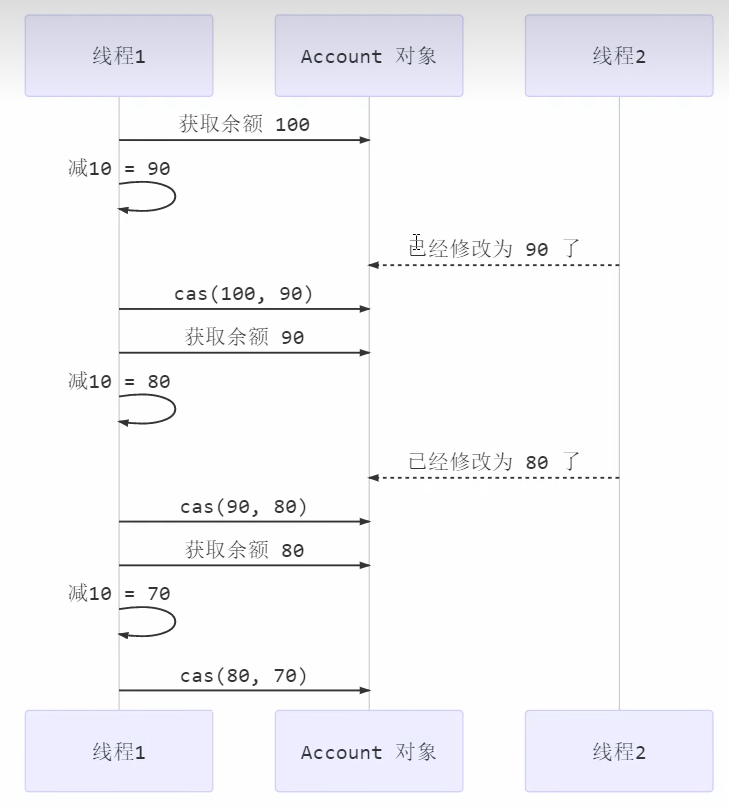 线程1
Account 对象
线程2
获取余额 100
减10 = 90
已经修改为 90 了
cas(100, 90)
获取余额 90
减10 = 80
已经修改为 80 了
cas(90, 80)
获取余额 80
减10 = 70
cas(80, 70)
线程1
Account 对象
线程2